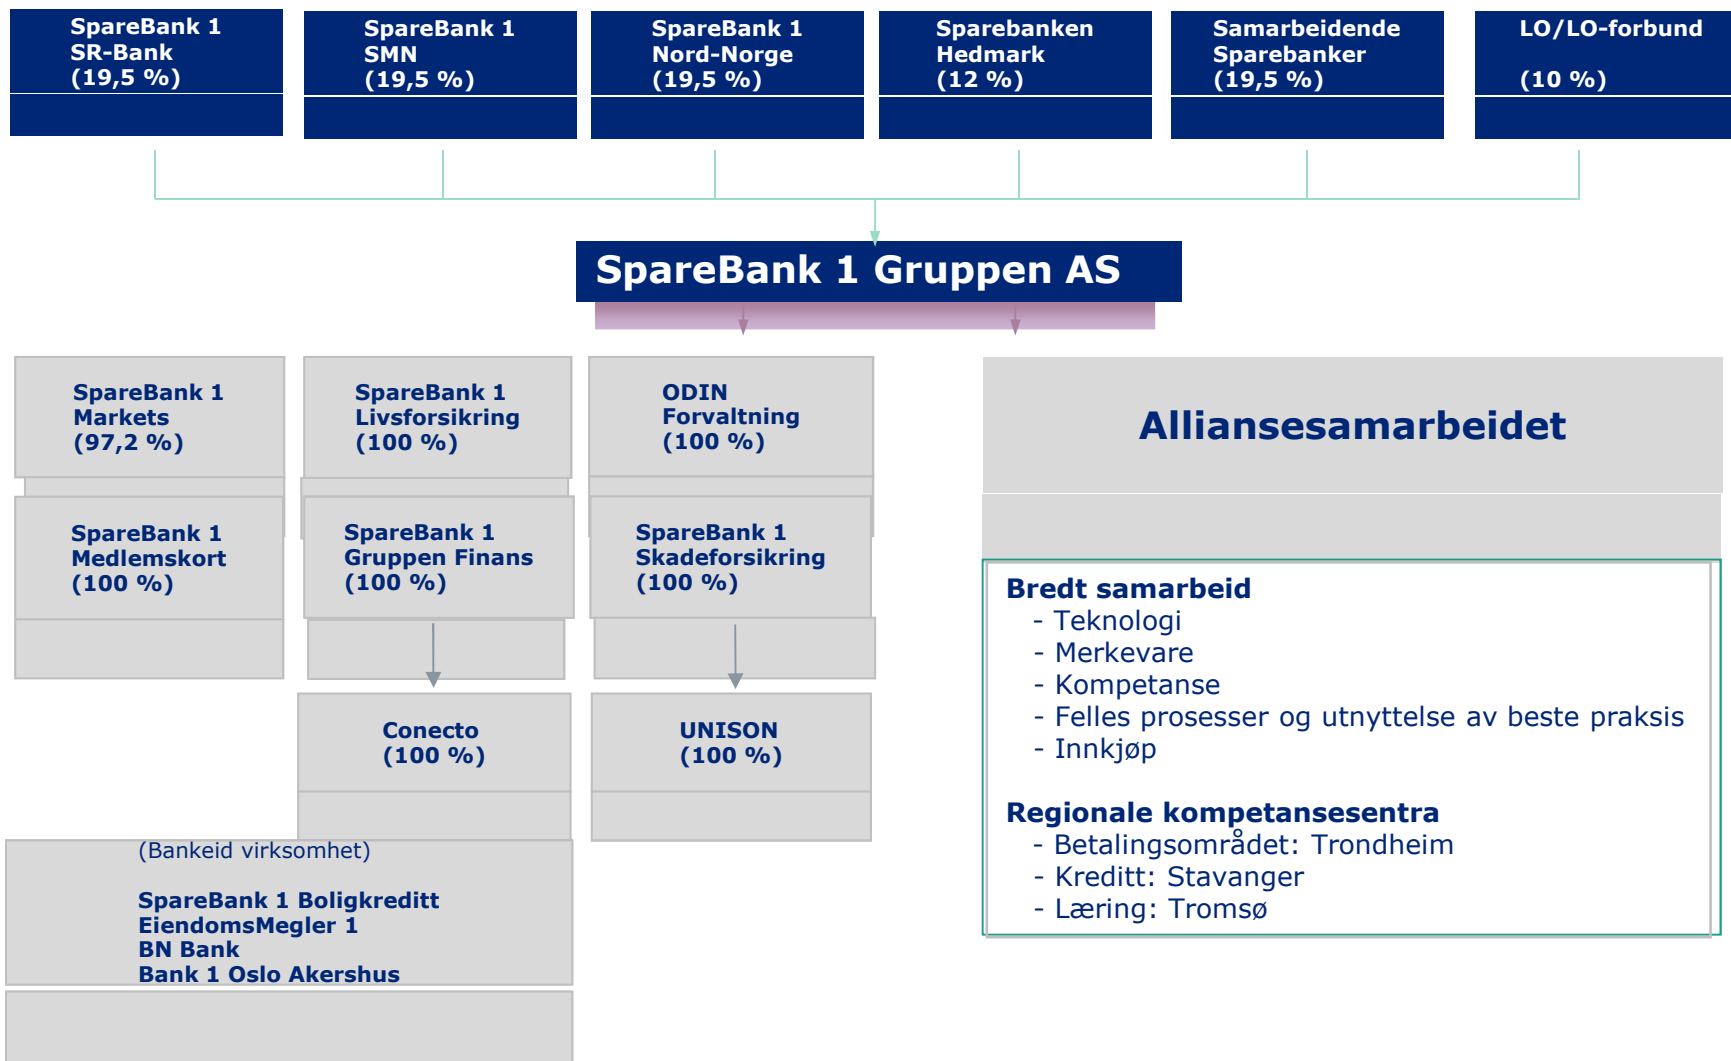 SpareBank 1
SR-Bank
(19,5 %)
SpareBank 1
SMN
(19,5 %)
SpareBank 1
Nord-Norge
(19,5 %)
Sparebanken
Hedmark
(12 %)
Samarbeidende
Sparebanker
(19,5 %)
LO/LO-forbund
(10 %)
SpareBank 1 Gruppen AS
SpareBank 1
Markets
(97,2 %)
SpareBank 1
Livsforsikring
(100 %)
ODIN
Forvaltning
(100 %)
SpareBank 1
Medlemskort
(100 %)
SpareBank 1
Gruppen Finans
(100 %)
SpareBank 1
Skadeforsikring
(100 %)
Conecto
(100 %)
UNISON
(100 %)
(Bankeid virksomhet)
SpareBank 1 Boligkreditt
EiendomsMegler 1
BN Bank
Bank 1 Oslo Akershus
Alliansesamarbeidet
Bredt samarbeid
- Teknologi
- Merkevare
- Kompetanse
- Felles prosesser og utnyttelse av beste praksis
- Innkjøp
Regionale kompetansesentra
- Betalingsområdet: Trondheim
- Kreditt: Stavanger
- Læring: Tromsø